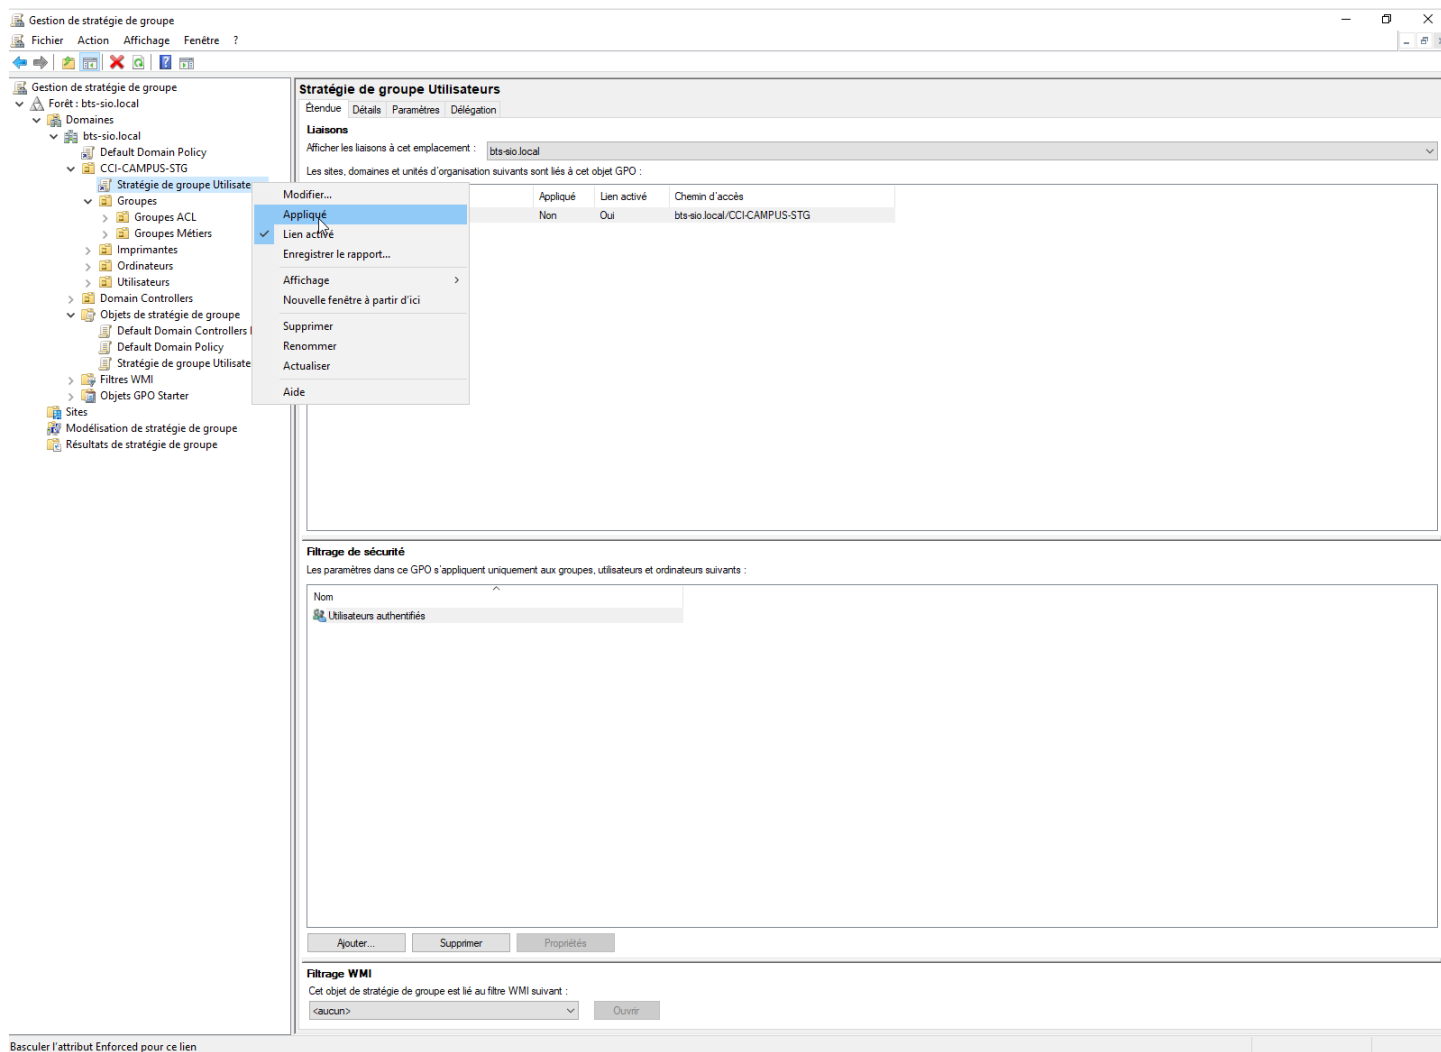 Gestion de stratégie de groupe
Fichier Action Affichage Fenêtre ?
Gestion de stratégie de groupe
Forêt : bts-sio.local
Domaines
bts-sio.local
Default Domain Policy
CCI-CAMPUS-STG
Stratégie de groupe Utilisate
Groupes
Groupes ACL
Groupes Métiers
Imprimantes
Ordinateurs
Utilisateurs
Domain Controllers
Objets de stratégie de groupe
Default Domain Controllers
Default Domain Policy
Stratégie de groupe Utilisate
Filtres WMI
Objets GPO Starter
Sites
Modélisation de stratégie de groupe
Résultats de stratégie de groupe
Modifier...
Appliqué
Lien activé
Enregistrer le rapport...
Affichage
Nouvelle fenêtre à partir d'ici
Supprimer
Renommer
Actualiser
Aide
Stratégie de groupe Utilisateurs
Étendue Détails Paramètres Délégation
Liaisons
Afficher les liaisons à cet emplacement : bts-sio.local
Les sites, domaines et unités d'organisation suivants sont liés à cet objet GPO :
Appliqué Lien activé Chemin d'accès
Non Oui bts-sio.local/CCI-CAMPUS-STG
Filtrage de sécurité
Les paramètres dans ce GPO s'appliquent uniquement aux groupes, utilisateurs et ordinateurs suivants :
Nom
Utilisateurs authentifiés
Ajouter... Supprimer Propriétés
Filtrage WMI
Cet objet de stratégie de groupe est lié au filtre WMI suivant :
<aucun> Ouvrir
Basculer l'attribut Enforced pour ce lien